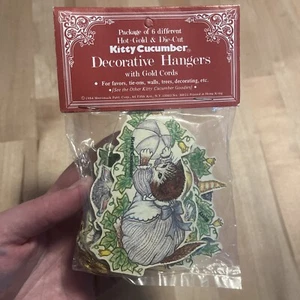 Package of 6 different
Hot-Gold & Die-Cut
Kitty Cucumber
Decorative Hangers
with Gold Cords
• For favors, tie-ons, walls, trees, decorating, etc.
• (See the Other Kitty Cucumber Goodies)